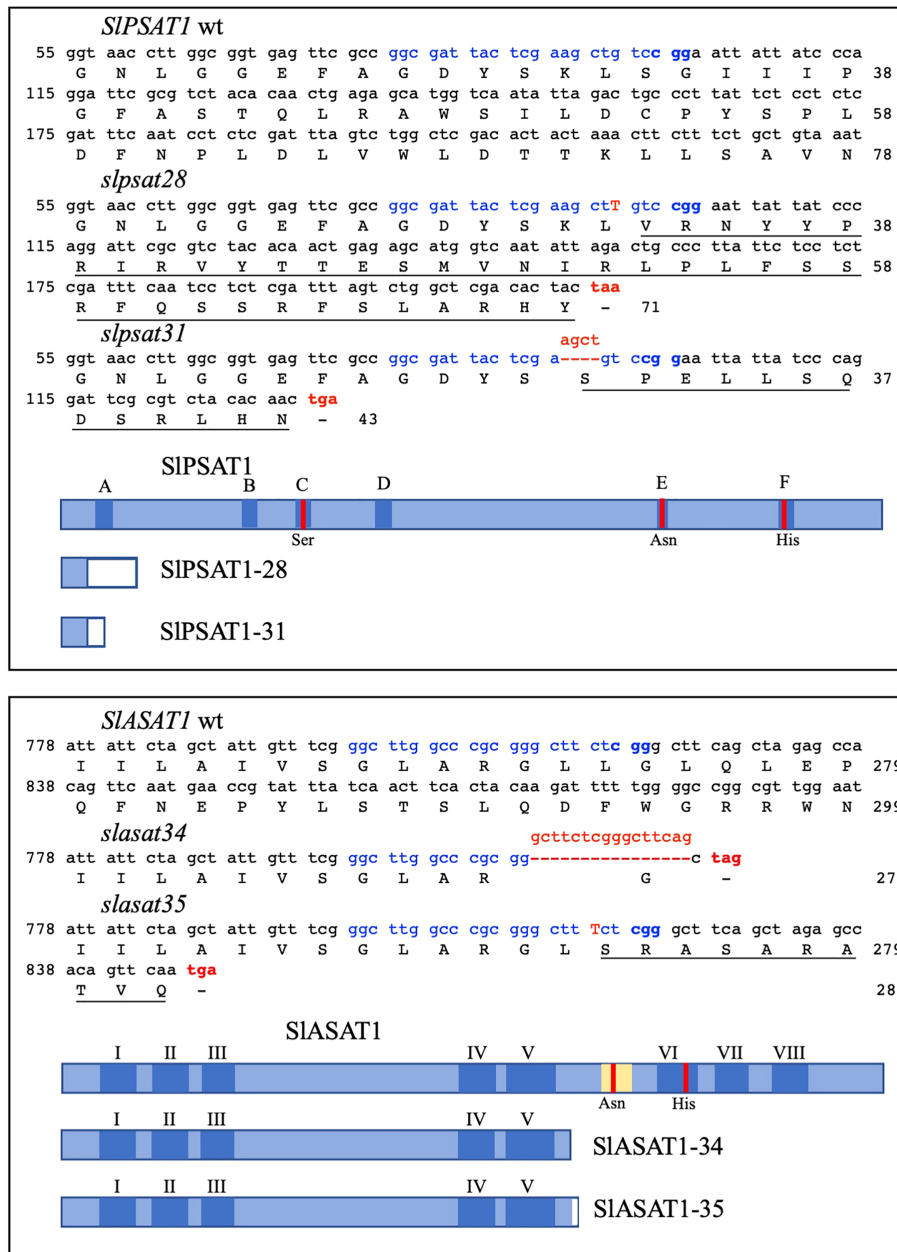 SlPSAT1 wt
55 ggt aac ctt ggc ggt gag ttc gcc ggc gat tac tcg aag ctg tcc gga att att atc cca
G N L G G E F A G D Y S K L S G I I I P 38
115 gga ttc gcg tct aca caa ctg aga gca tgg tca ata tta gac tgc cct tat tct cct ctc
G F A S T Q L R A W S I L D C P Y S P L 58
175 gat ttc aat cct ctc gat tta gtc tgg ctc gac act act aaa ctt ctt tct gct gta aat
D F N P L D L V W L D T T K L L S A V N 78
slpsat28
55 ggt aac ctt ggc ggt gag ttc gcc ggc gat tac tcg aag ctT gtc cgg aat tat tat ccc
G N L G G E F A G D Y S K L V R N Y Y P 38
115 agg att cgc gtc tac aca act gag agc atg gtc aat att aga ctg ccc tta ttc tcc tct
R I R V Y T T E S M V N I R L P L F S S 58
175 cga ttt caa tcc tct cga ttt agt ctg gct cga cac tac taa
R F Q S S R F S L A R H Y - 71
slpsat31
agct
55 ggt aac ctt ggc ggt gag ttc gcc ggc gat tac tcg a----gt ccg gaa tta tta tcc cag
G N L G G E F A G D Y S S P E L L S Q 37
115 gat tcg cgt cta cac aac tga
D S R L H N - 43
SlPSAT1
A B C D E F
Ser Asn His
SlPSAT1-28
SlPSAT1-31
SlASAT1 wt
778 att att cta gct att gtt tcg ggc ttg gcc cgc ggg ctt ctc ggg ctt cag cta gag cca
I I L A I V S G L A R G L L G L Q L E P 279
838 cag ttc aat gaa ccg tat tta tca act tca cta caa gat ttt tgg ggc cgg cgt tgg aat
Q F N E P Y L S T S L Q D F W G R R W N 299
slasat34
gcttctcgggcttcag
778 att att cta gct att gtt tcg ggc ttg gcc cgc gg----------------c tag
I I L A I V S G L A R G - 27
slasat35
778 att att cta gct att gtt tcg ggc ttg gcc cgc ggg ctt Tct cgg gct tca gct aga gcc
I I L A I V S G L A R G L S R A S A R A 279
838 aca gtt caa tga
T V Q - 28
SlASAT1
I II III IV V VI VII VIII
Asn His
I II III IV V
SlASAT1-34
I II III IV V
SlASAT1-35